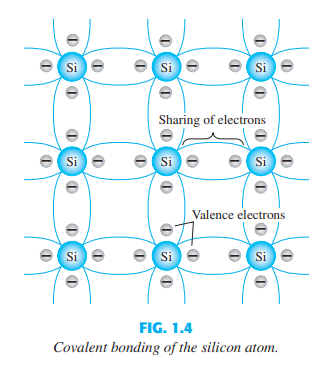 Si Si Si
Sharing of electrons
Si Si Si
Valence electrons
Si Si Si
FIG. 1.4
Covalent bonding of the silicon atom.